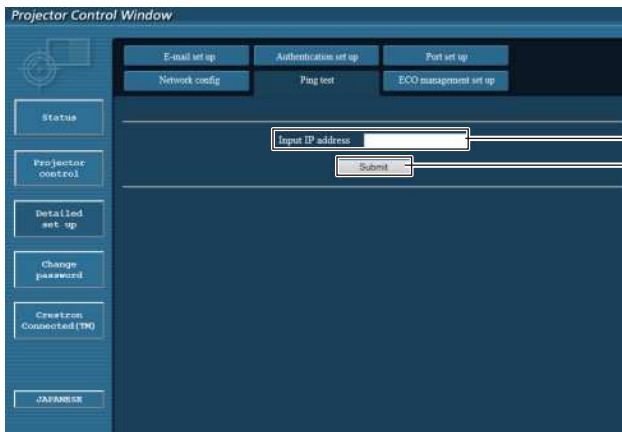 Projector Control Window
E-mail set up
Authentication set up
Port set up
Network config
Ping test
ECO management set up
Status
Projector
control
Detailed
set up
Change
password
Crestron
Connected(TM)
JAPANESE
Input IP address
Submit